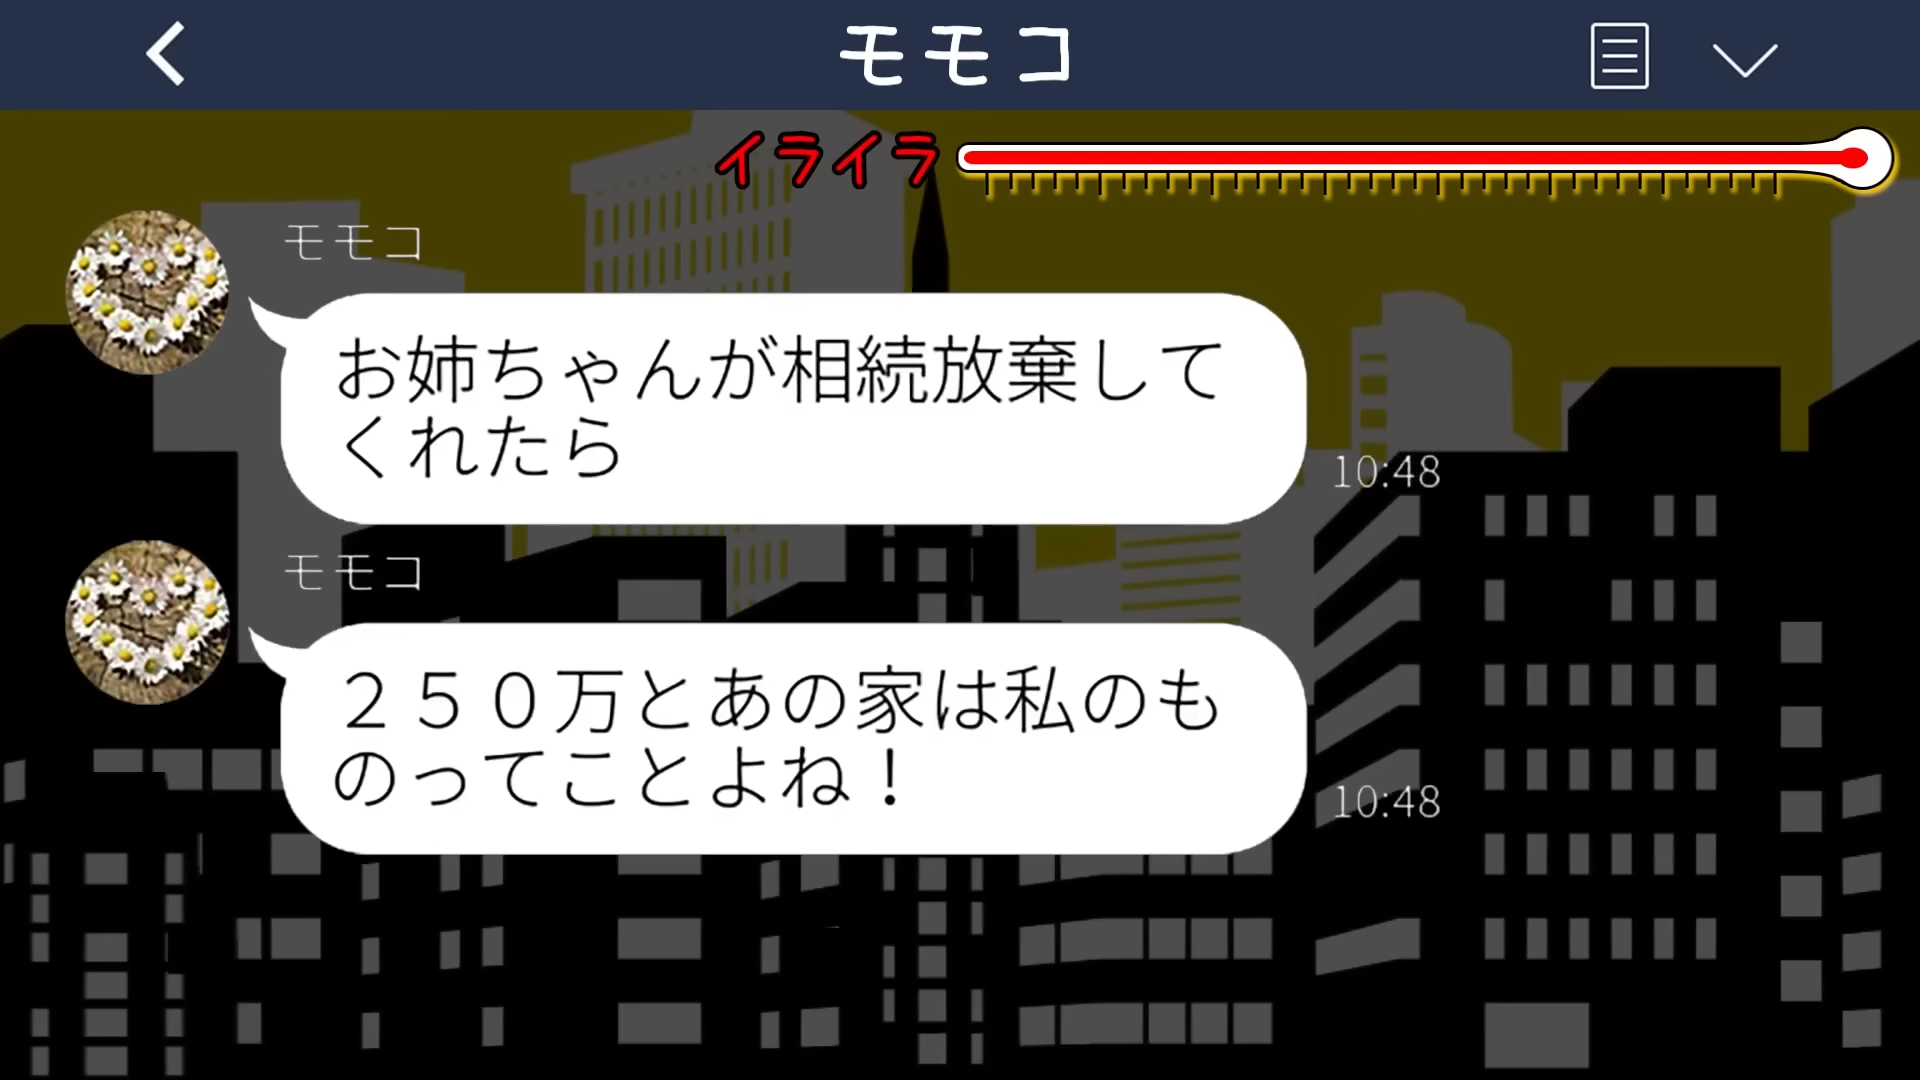 モモコ
イライラ
モモコ
お姉ちゃんが相続放棄して
くれたら
10:48
モモコ
２５０万とあの家は私のも
のってことよね！
10:48